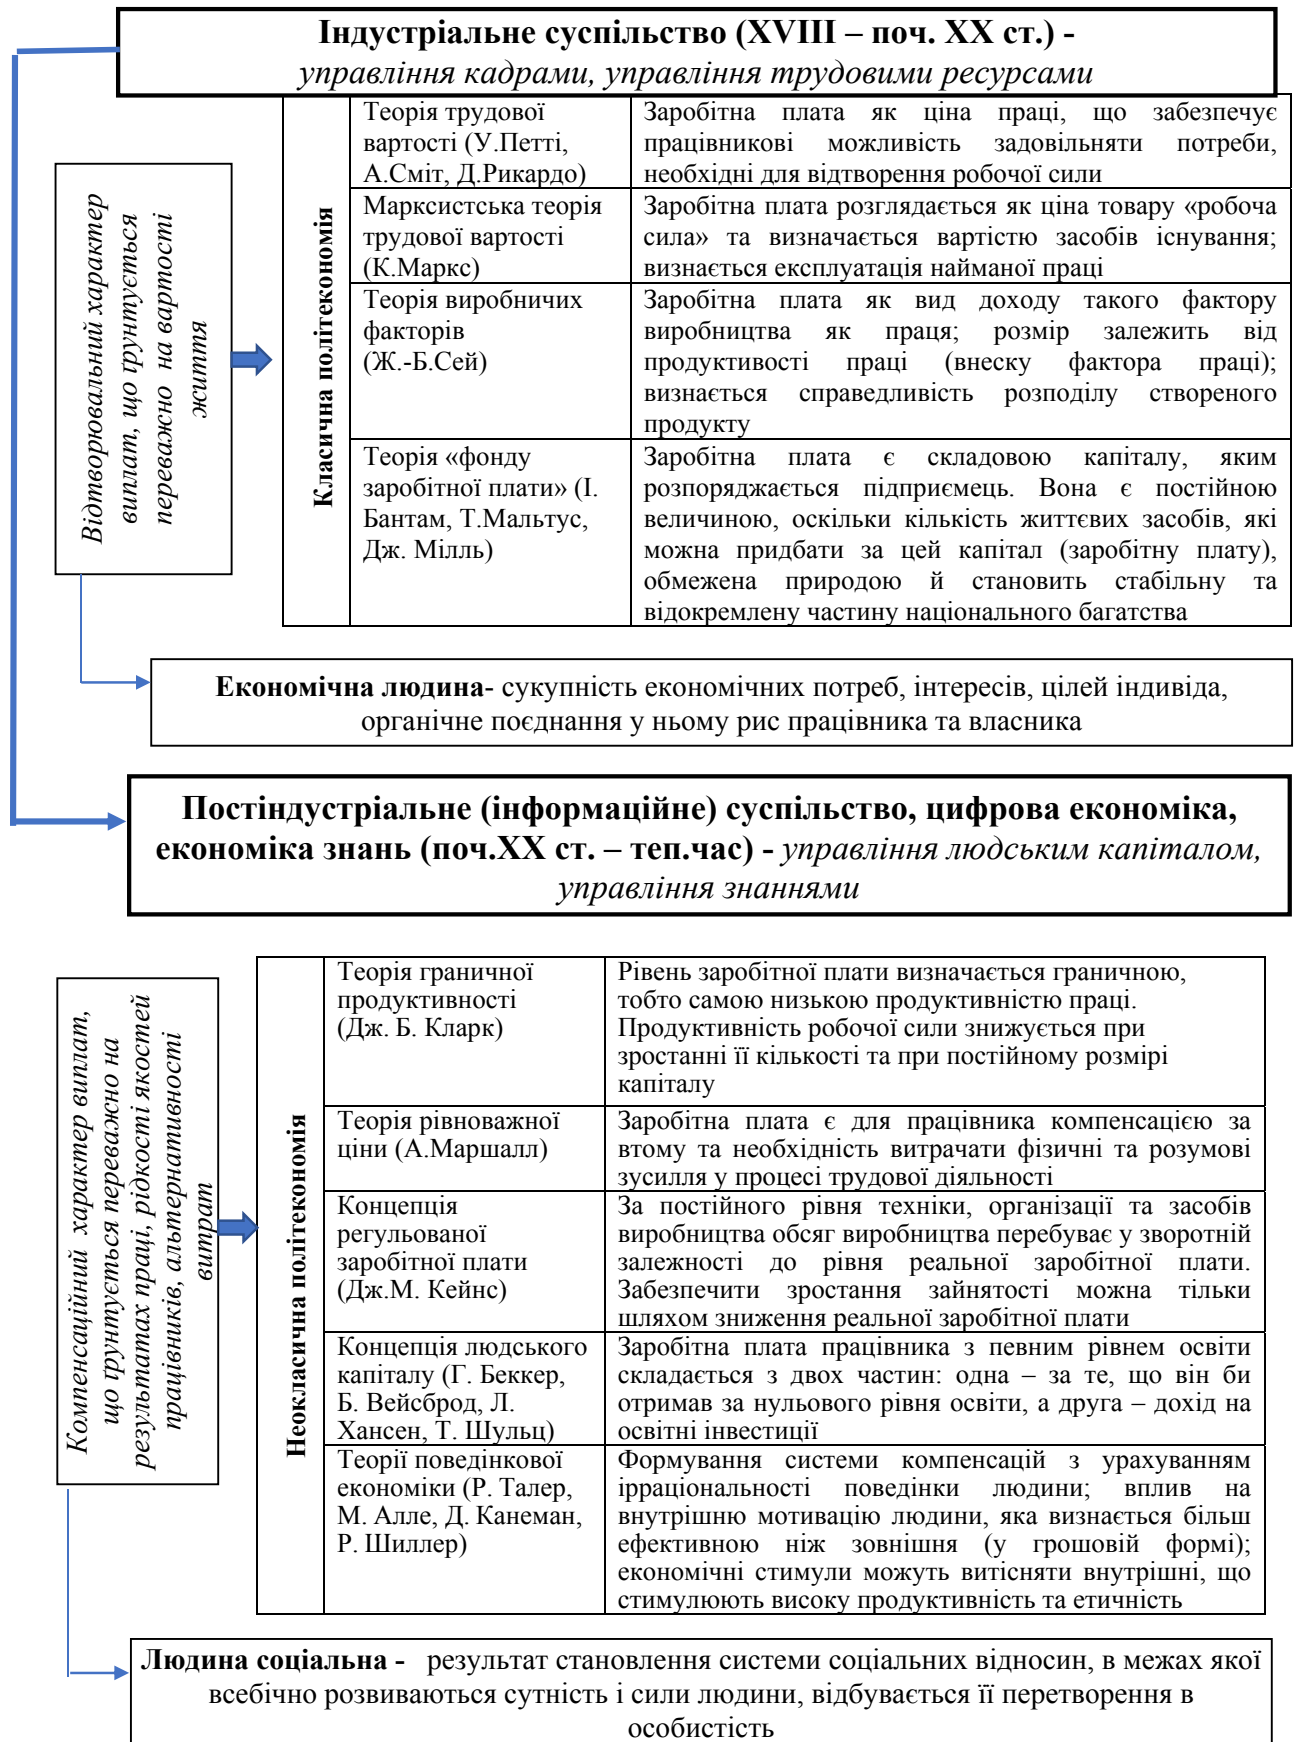 Індустріальне суспільство (XVIII – поч. XX ст.) -
управління кадрами, управління трудовими ресурсами
Відтворювальний характер
виплат, що ґрунтується
переважно на вартості
життя
Класична політекономія
Теорія трудової
вартості (У.Петті,
А.Сміт, Д.Рикардо)
Заробітна плата як ціна праці, що забезпечує
працівникові можливість задовільняти потреби,
необхідні для відтворення робочої сили
Марксистська теорія
трудової вартості
(К.Маркс)
Заробітна плата розглядається як ціна товару «робоча
сила» та визначається вартістю засобів існування;
визнається експлуатація найманої праці
Теорія виробничих
факторів
(Ж.-Б.Сей)
Заробітна плата як вид доходу такого фактору
виробництва як праця; розмір залежить від
продуктивності праці (внеску фактора праці);
визнається справедливість розподілу створеного
продукту
Теорія «фонду
заробітної плати» (І.
Бантам, Т.Мальтус,
Дж. Мілль)
Заробітна плата є складовою капіталу, яким
розпоряджається підприємець. Вона є постійною
величиною, оскільки кількість життєвих засобів, які
можна придбати за цей капітал (заробітну плату),
обмежена природою й становить стабільну та
відокремлену частину національного багатства
Економічна людина- сукупність економічних потреб, інтересів, цілей індивіда,
органічне поєднання у ньому рис працівника та власника
Постіндустріальне (інформаційне) суспільство, цифрова економіка,
економіка знань (поч.XX ст. – теп.час) - управління людським капіталом,
управління знаннями
Компенсаційний характер виплат,
що ґрунтується переважно на
результатах праці, рідкості якостей
працівників, альтернативності
витрат
Неокласична політекономія
Теорія граничної
продуктивності
(Дж. Б. Кларк)
Рівень заробітної плати визначається граничною,
тобто самою низькою продуктивністю праці.
Продуктивність робочої сили знижується при
зростанні її кількості та при постійному розмірі
капіталу
Теорія рівноважної
ціни (А.Маршалл)
Заробітна плата є для працівника компенсацією за
втому та необхідність витрачати фізичні та розумові
зусилля у процесі трудової діяльності
Концепція
регульованої
заробітної плати
(Дж.М. Кейнс)
За постійного рівня техніки, організації та засобів
виробництва обсяг виробництва перебуває у зворотній
залежності до рівня реальної заробітної плати.
Забезпечити зростання зайнятості можна тільки
шляхом зниження реальної заробітної плати
Концепція людського
капіталу (Г. Беккер,
Б. Вейсброд, Л.
Хансен, Т. Шульц)
Заробітна плата працівника з певним рівнем освіти
складається з двох частин: одна – за те, що він би
отримав за нульового рівня освіти, а друга – дохід на
освітні інвестиції
Теорії поведінкової
економіки (Р. Талер,
М. Алле, Д. Канеман,
Р. Шиллер)
Формування системи компенсацій з урахуванням
ірраціональності поведінки людини; вплив на
внутрішню мотивацію людини, яка визнається більш
ефективною ніж зовнішня (у грошовій формі);
економічні стимули можуть витісняти внутрішні, що
стимулюють високу продуктивність та етичність
Людина соціальна - результат становлення системи соціальних відносин, в межах якої
всебічно розвиваються сутність і сили людини, відбувається її перетворення в
особистість